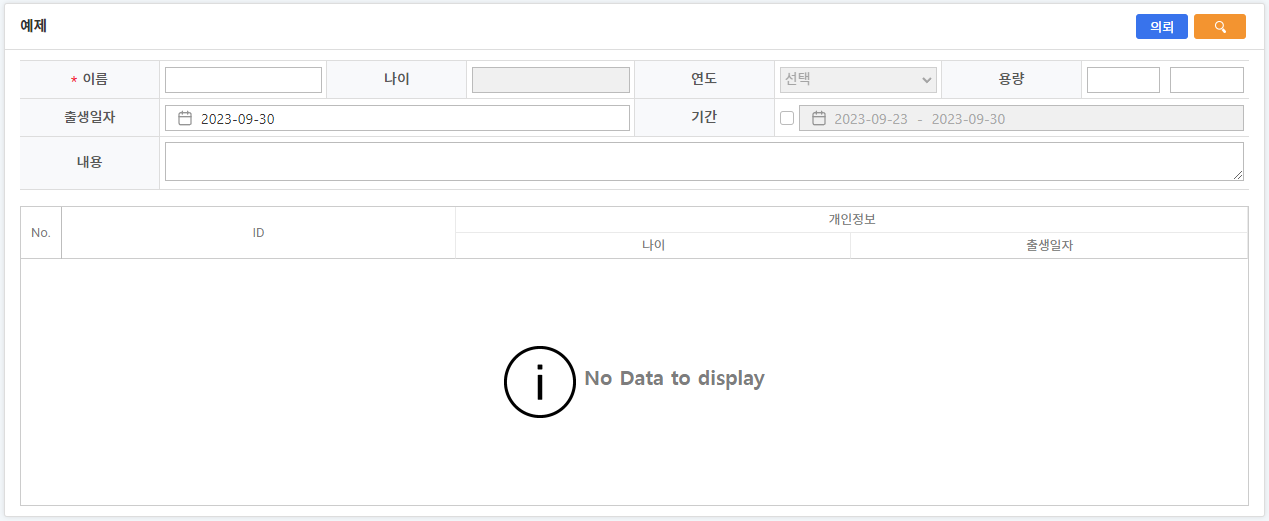 예제
의뢰
* 이름 나이 연도 선택 용량
출생일자 2023-09-30 기간 2023-09-23 - 2023-09-30
내용
개인정보
No. ID
나이 출생일자
No Data to display